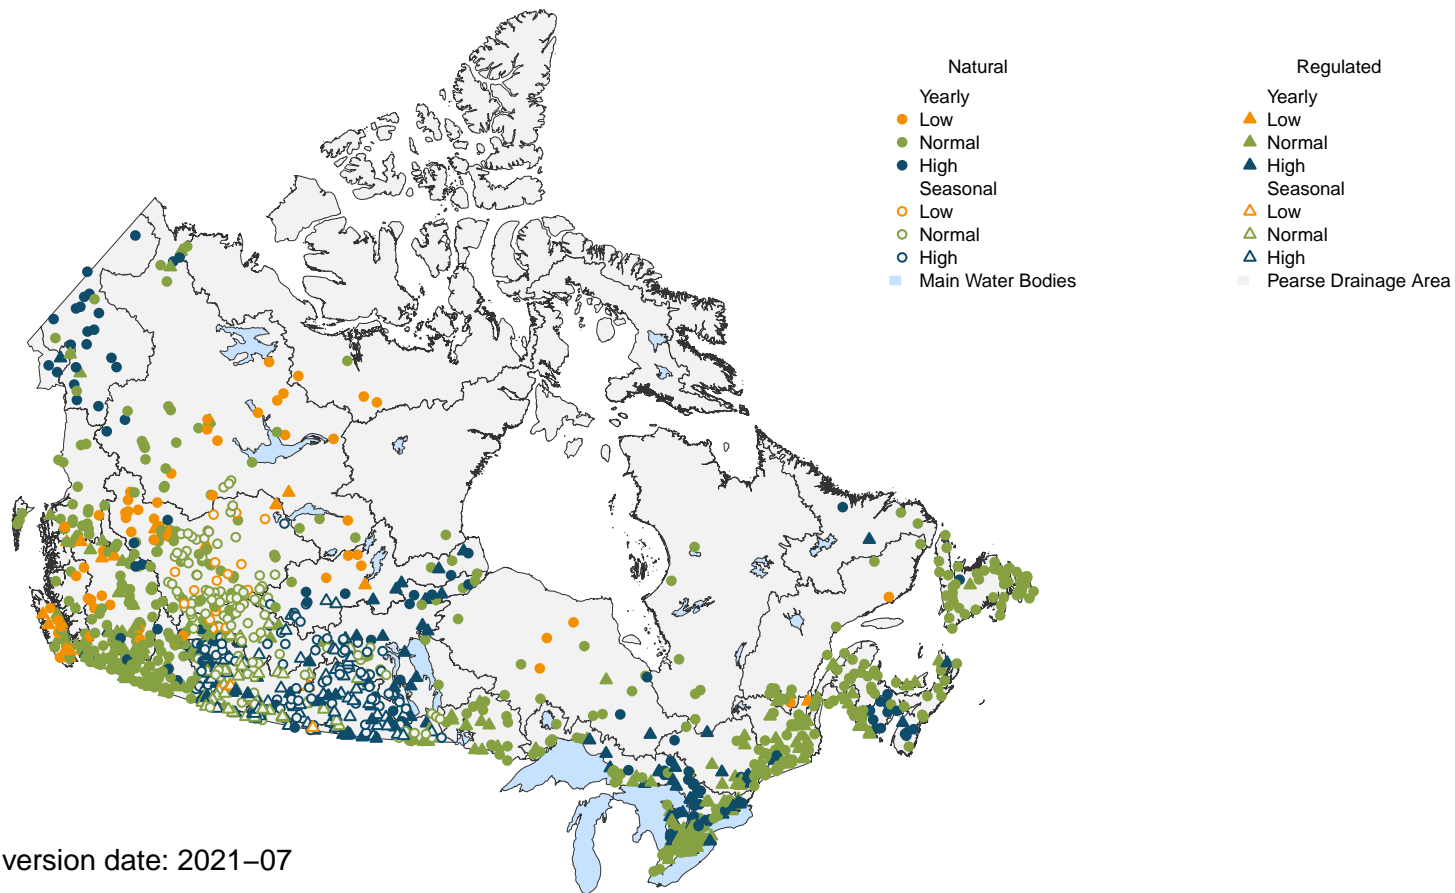 Natural
Yearly
Low
Normal
High
Seasonal
Low
Normal
High
Main Water Bodies
Regulated
Yearly
Low
Normal
High
Seasonal
Low
Normal
High
Pearse Drainage Area
version date: 2021–07